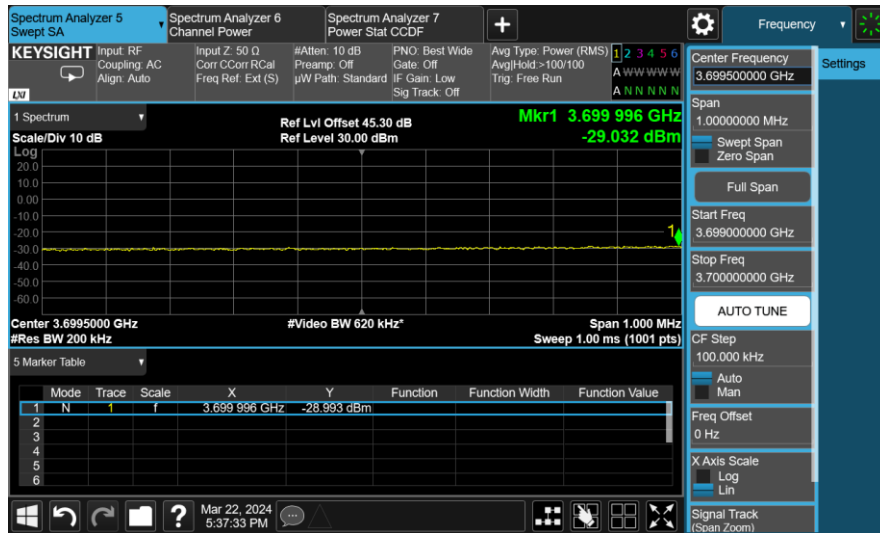 Spectrum Analyzer 5
Swept SA
Spectrum Analyzer 6
Channel Power
Spectrum Analyzer 7
Power Stat CCDF
+
Frequency
KEYSIGHT
LXI
Input: RF
Coupling: AC
Align: Auto
Input Z: 50 Ω
Corr CCorr RCal
Freq Ref: Ext (S)
#Atten: 10 dB
Preamp: Off
µW Path: Standard
PNO: Best Wide
Gate: Off
IF Gain: Low
Sig Track: Off
Avg Type: Power (RMS)
Avg|Hold:>100/100
Trig: Free Run
1 2 3 4 5 6
A W W W W W
A N N N N N
1 Spectrum
Scale/Div 10 dB
Ref Lvl Offset 45.30 dB
Ref Level 30.00 dBm
Mkr1 3.699 996 GHz
-29.032 dBm
Log
20.0
10.0
0.00
-10.0
-20.0
-30.0
-40.0
-50.0
-60.0
1
Center 3.6995000 GHz
#Res BW 200 kHz
#Video BW 620 kHz*
Span 1.000 MHz
Sweep 1.00 ms (1001 pts)
5 Marker Table
Mode Trace Scale X Y Function Function Width Function Value
1 N 1 f 3.699 996 GHz -28.993 dBm
2
3
4
5
6
Mar 22, 2024
5:37:33 PM
?
Center Frequency
3.699500000 GHz
Settings
Span
1.00000000 MHz
Swept Span
Zero Span
Full Span
Start Freq
3.699000000 GHz
Stop Freq
3.700000000 GHz
AUTO TUNE
CF Step
100.000 kHz
Auto
Man
Freq Offset
0 Hz
X Axis Scale
Log
Lin
Signal Track
(Span Zoom)